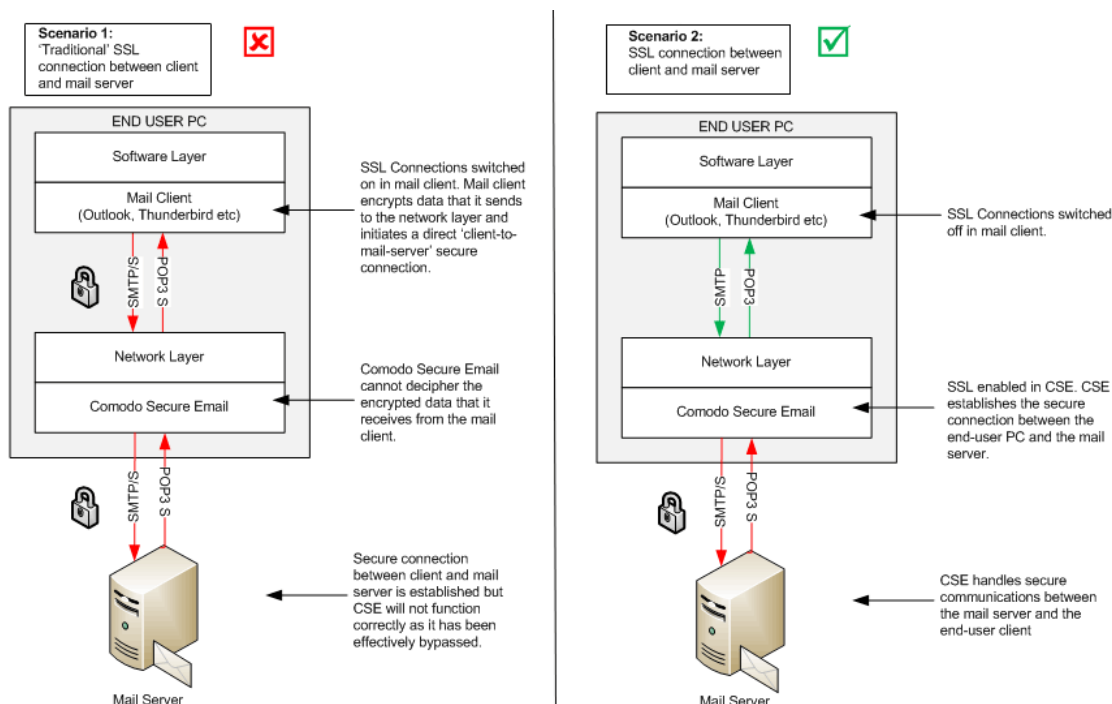 Scenario 1:
'Traditional' SSL
connection between client
and mail server
END USER PC
Software Layer
Mail Client
(Outlook, Thunderbird etc)
SMTP/S
POP3 S
Network Layer
Comodo Secure Email
SMTP/S
POP3 S
Mail Server
SSL Connections switched
on in mail client. Mail client
encrypts data that it sends
to the network layer and
initiates a direct 'client-to-
mail-server' secure
connection.
Comodo Secure Email
cannot decipher the
encrypted data that it
receives from the mail
client.
Secure connection
between client and mail
server is established but
CSE will not function
correctly as it has been
effectively bypassed.
Scenario 2:
SSL connection between
client and mail server
END USER PC
Software Layer
Mail Client
(Outlook, Thunderbird etc)
SMTP
POP3
Network Layer
Comodo Secure Email
SMTP/S
POP3 S
Mail Server
SSL Connections switched
off in mail client.
SSL enabled in CSE. CSE
establishes the secure
connection between the
end-user PC and the mail
server.
CSE handles secure
communications between
the mail server and the
end-user client